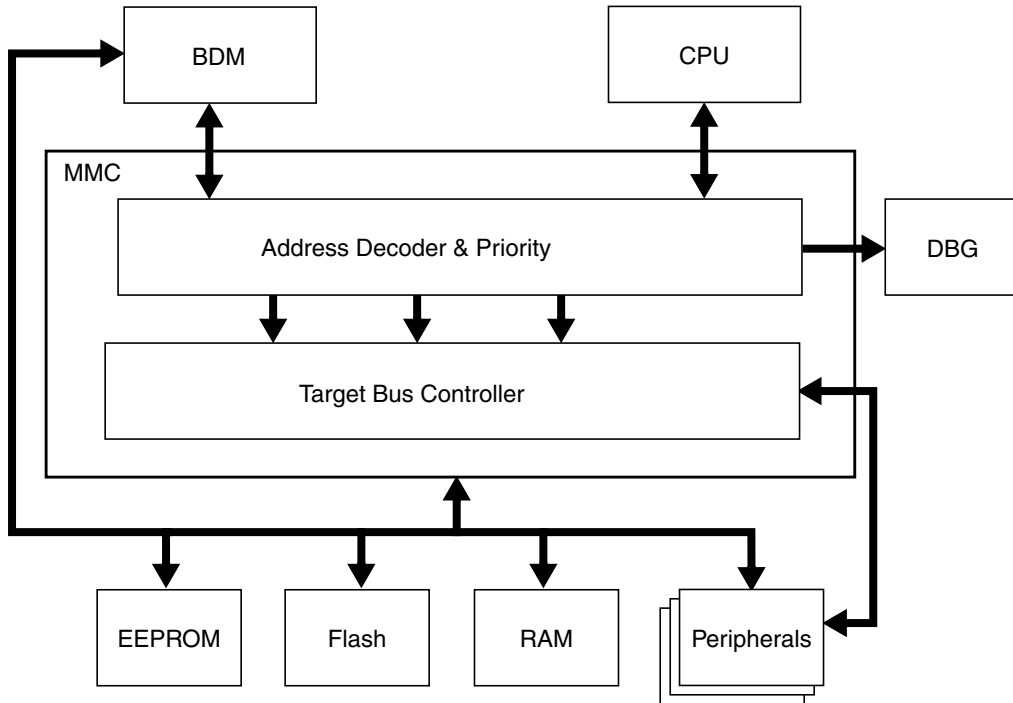 BDM
CPU
MMC
Address Decoder & Priority
DBG
Target Bus Controller
EEPROM
Flash
RAM
Peripherals